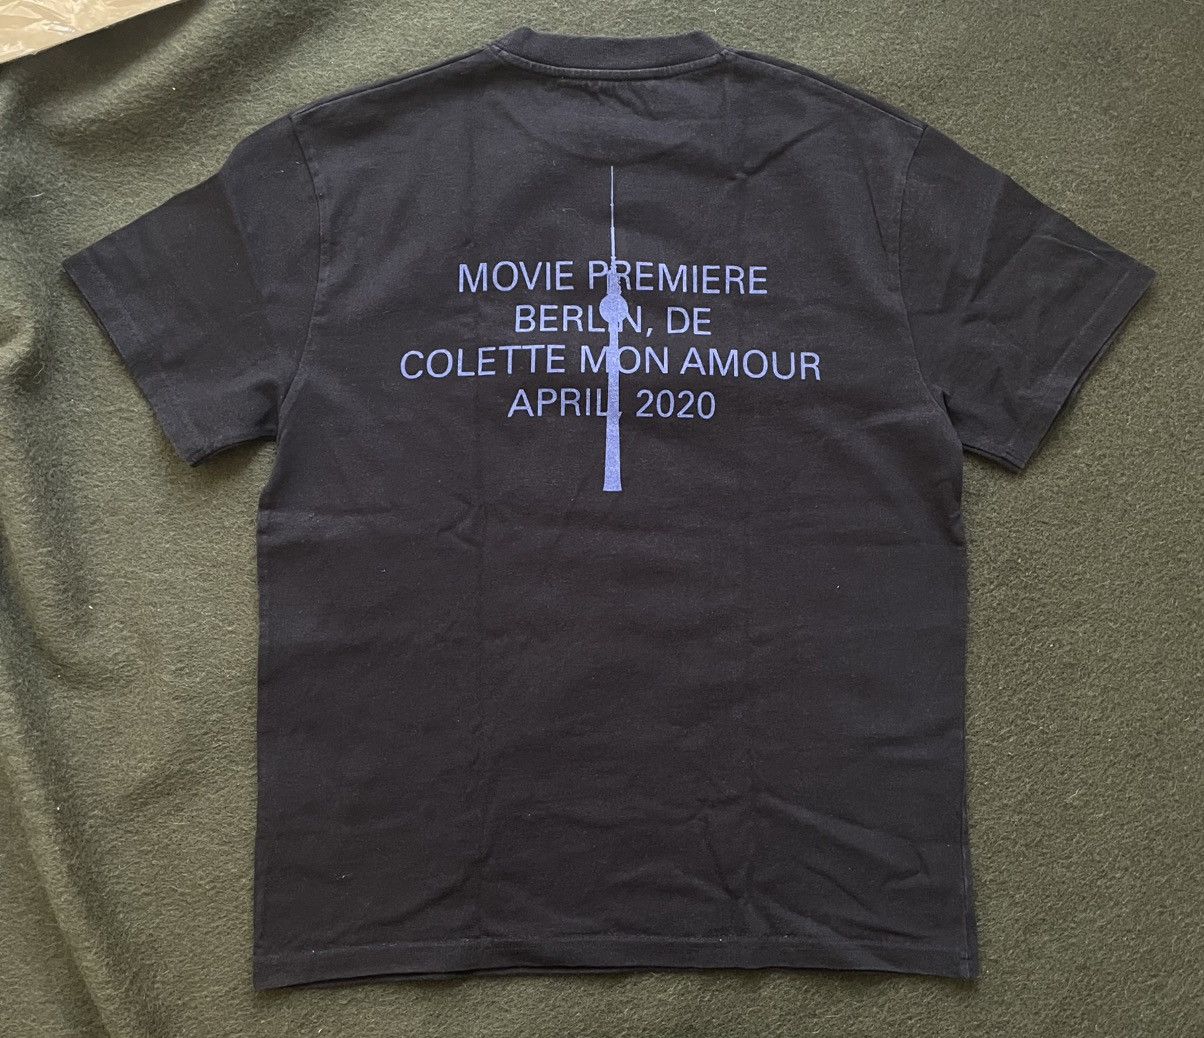 MOVIE PREMIERE
BERLIN, DE
COLETTE MON AMOUR
APRIL, 2020